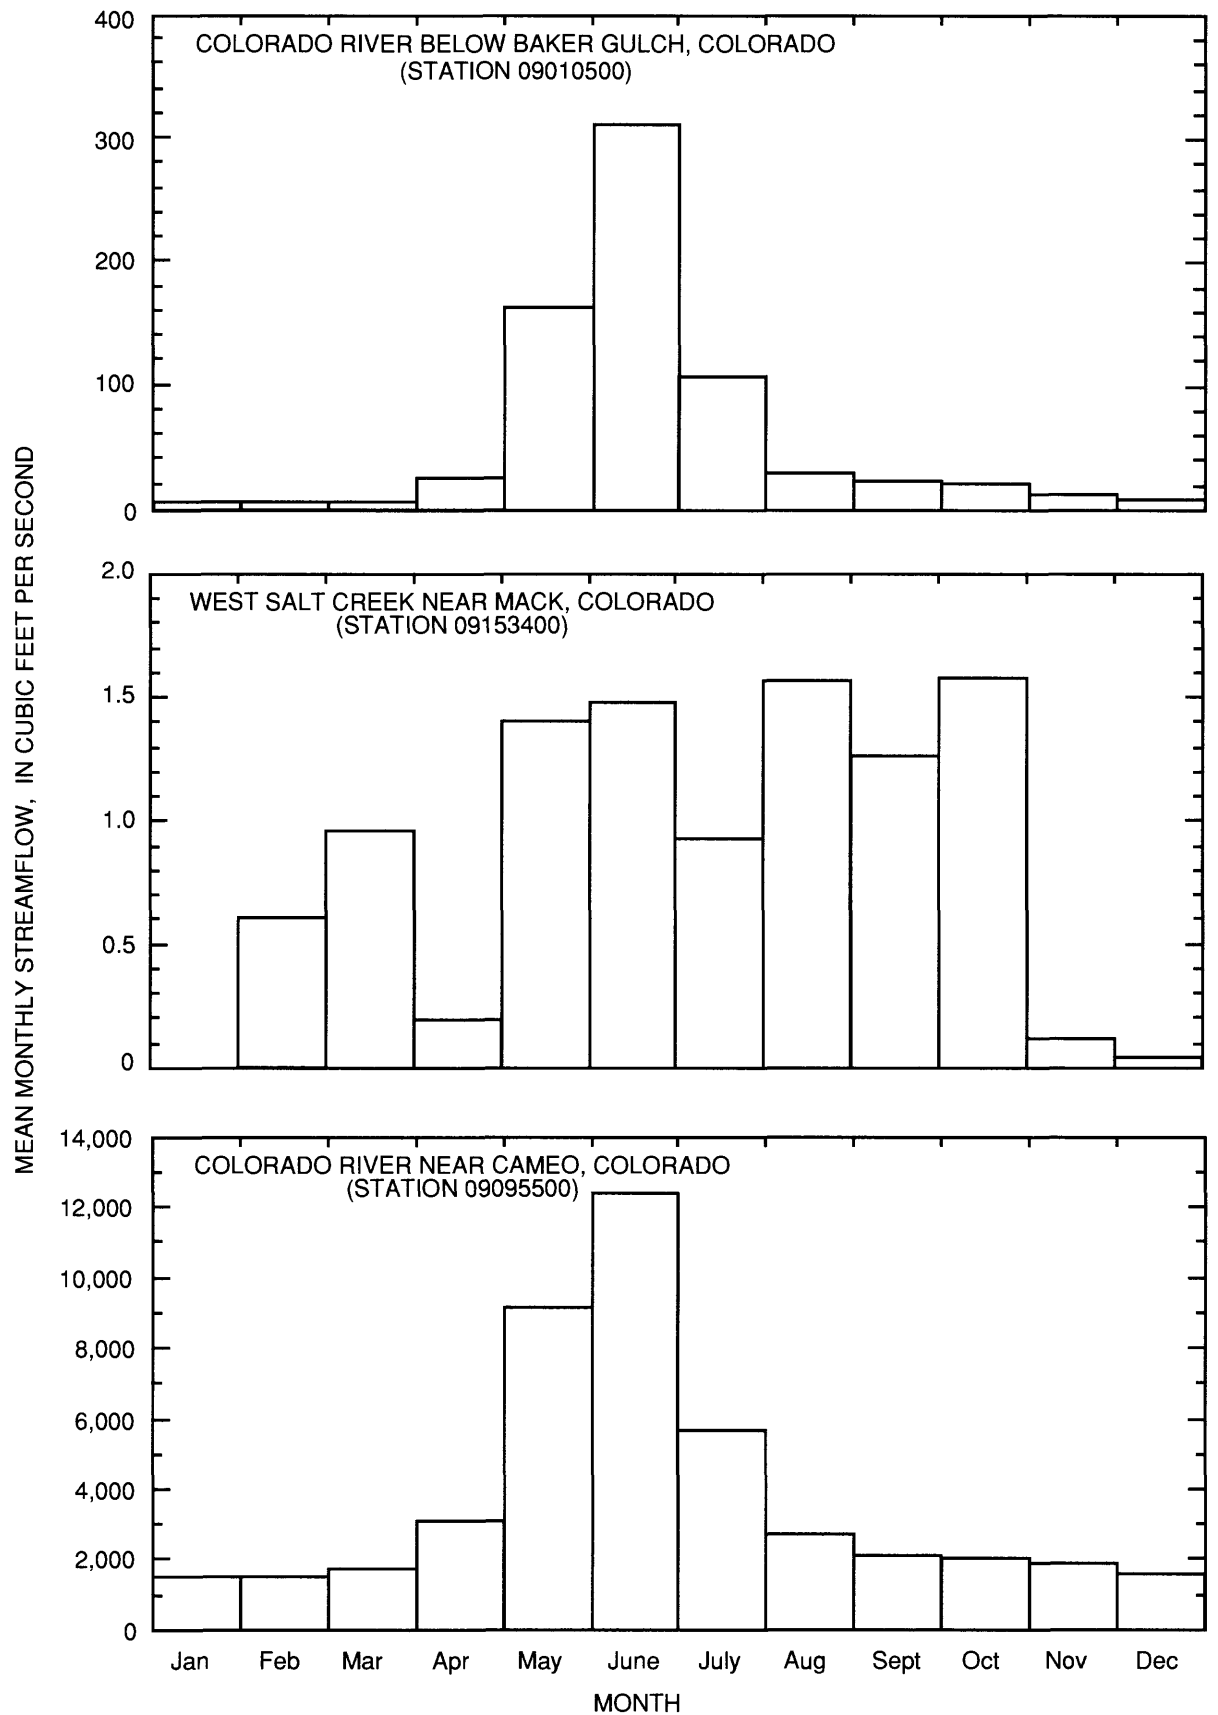 400
COLORADO RIVER BELOW BAKER GULCH, COLORADO
(STATION 09010500)
300
200
100
0
MEAN MONTHLY STREAMFLOW, IN CUBIC FEET PER SECOND
2.0
WEST SALT CREEK NEAR MACK, COLORADO
(STATION 09153400)
1.5
1.0
0.5
0
14,000
COLORADO RIVER NEAR CAMEO, COLORADO
(STATION 09095500)
12,000
10,000
8,000
6,000
4,000
2,000
0
Jan Feb Mar Apr May June July Aug Sept Oct Nov Dec
MONTH